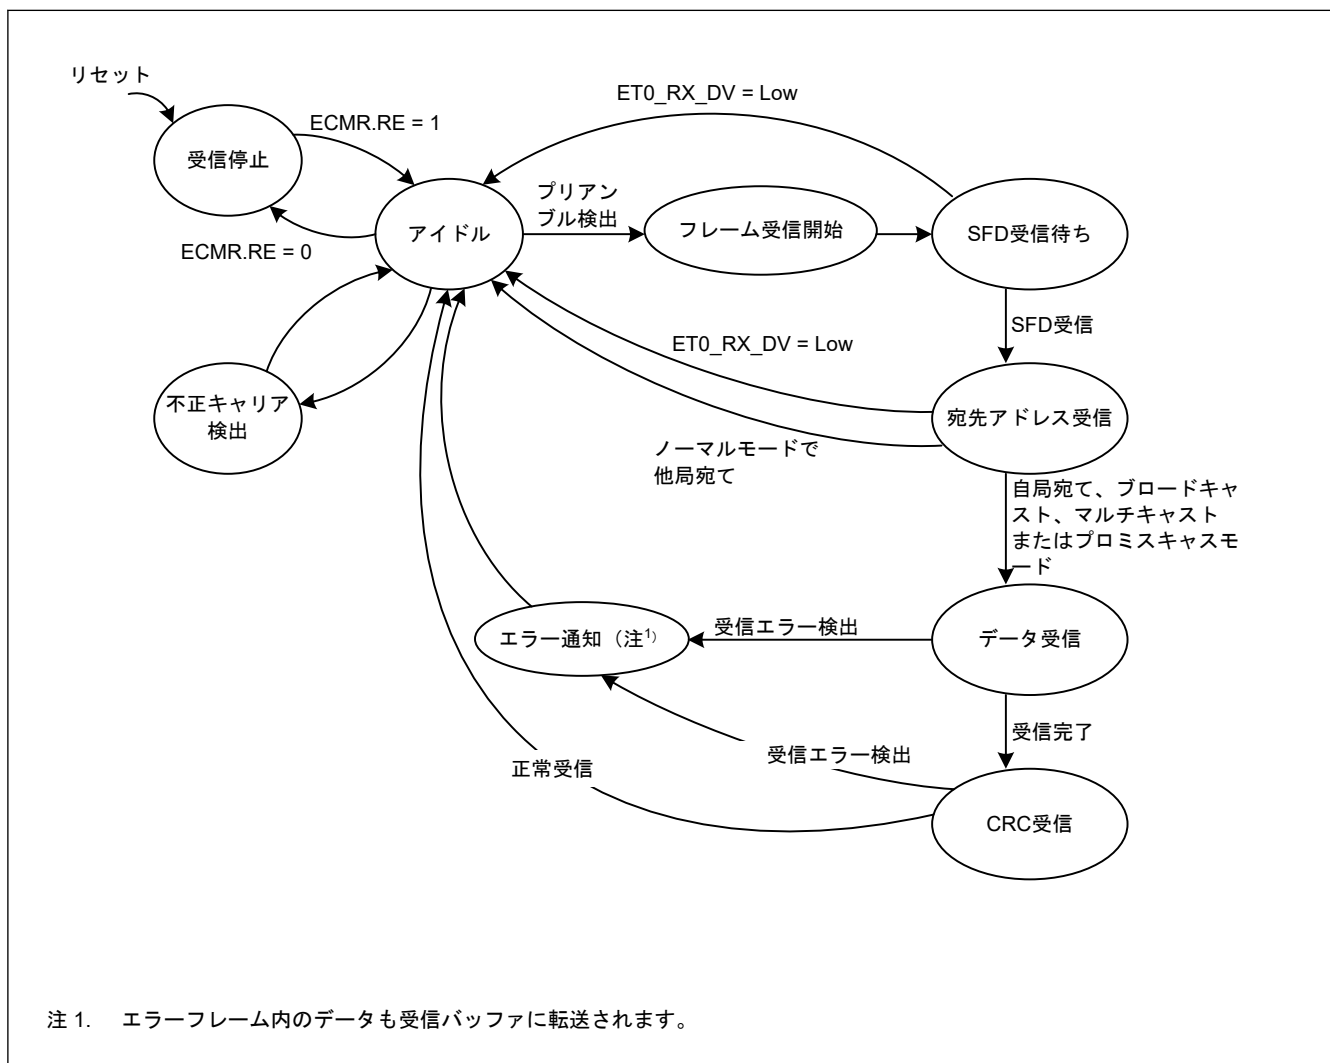 リセット
ET0_RX_DV = Low
ECMR.RE = 1
受信停止
プリアン
ブル検出
アイドル
フレーム受信開始
SFD受信待ち
ECMR.RE = 0
SFD受信
ET0_RX_DV = Low
不正キャリア
検出
宛先アドレス受信
ノーマルモードで
他局宛て
自局宛て、ブロードキャ
スト、マルチキャスト
またはプロミスキャスモ
ード
エラー通知（注1）
受信エラー検出
データ受信
受信完了
受信エラー検出
正常受信
CRC受信
注 1. エラーフレーム内のデータも受信バッファに転送されます。